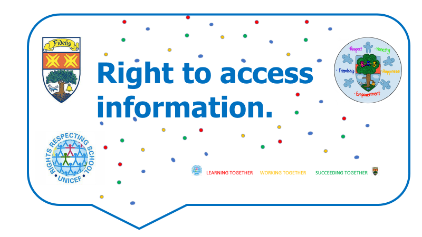 Fidelis
Right to access
information.
RIGHTS RESPECTING SCHOOL
UNICEF
LEARNING TOGETHER WORKING TOGETHER SUCCEEDING TOGETHER